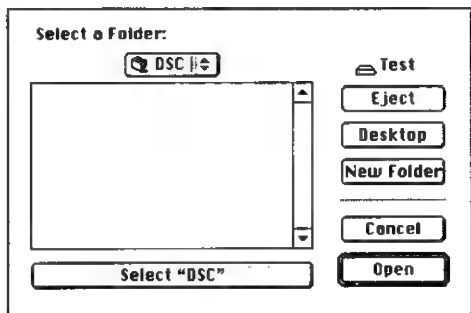 Select a Folder:
DSC
Test
Eject
Desktop
New Folder
Cancel
Select “DSC”
Open